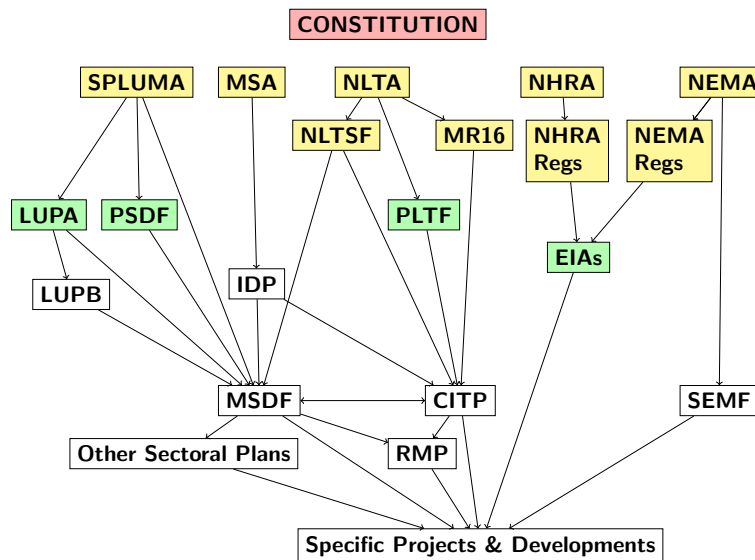 CONSTITUTION
SPLUMA
MSA
NLTA
NHRA
NEMA
NLTSF
MR16
NHRA
Regs
NEMA
Regs
LUPA
PSDF
PLTF
EIAs
IDP
LUPB
MSDF
CITP
SEMF
Other Sectoral Plans
RMP
Specific Projects & Developments